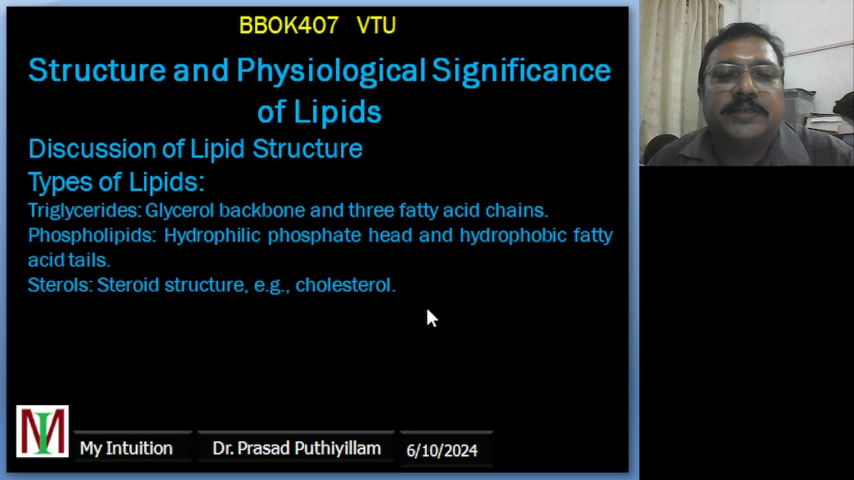 BBOK407 VTU
Structure and Physiological Significance
of Lipids
Discussion of Lipid Structure
Types of Lipids:
Triglycerides: Glycerol backbone and three fatty acid chains.
Phospholipids: Hydrophilic phosphate head and hydrophobic fatty
acid tails.
Sterols: Steroid structure, e.g., cholesterol.
MI
My Intuition
Dr. Prasad Puthiyillam
6/10/2024